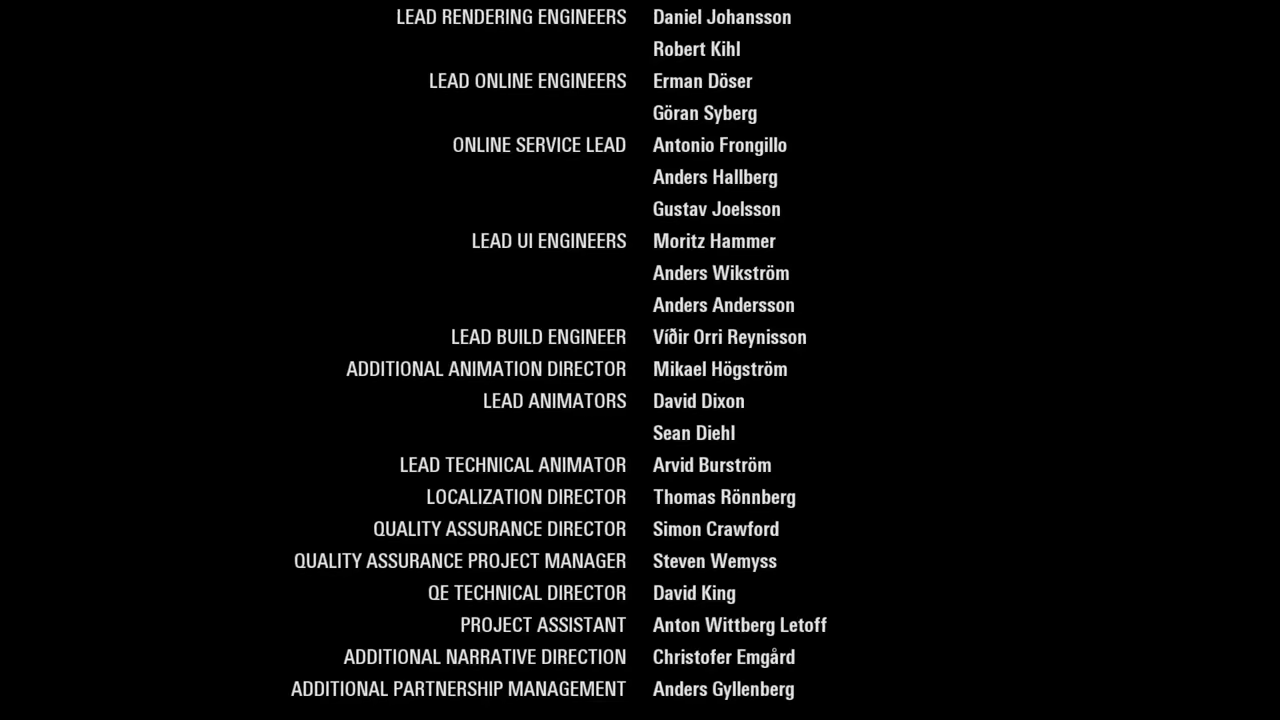 LEAD RENDERING ENGINEERS Daniel Johansson
Robert Kihl
LEAD ONLINE ENGINEERS Erman Döser
Göran Syberg
ONLINE SERVICE LEAD Antonio Frongillo
Anders Hallberg
Gustav Joelsson
LEAD UI ENGINEERS Moritz Hammer
Anders Wikström
Anders Andersson
LEAD BUILD ENGINEER Víðir Orri Reynisson
ADDITIONAL ANIMATION DIRECTOR Mikael Högström
LEAD ANIMATORS David Dixon
Sean Diehl
LEAD TECHNICAL ANIMATOR Arvid Burström
LOCALIZATION DIRECTOR Thomas Rönnberg
QUALITY ASSURANCE DIRECTOR Simon Crawford
QUALITY ASSURANCE PROJECT MANAGER Steven Wemyss
QE TECHNICAL DIRECTOR David King
PROJECT ASSISTANT Anton Wittberg Letoff
ADDITIONAL NARRATIVE DIRECTION Christofer Emgård
ADDITIONAL PARTNERSHIP MANAGEMENT Anders Gyllenberg